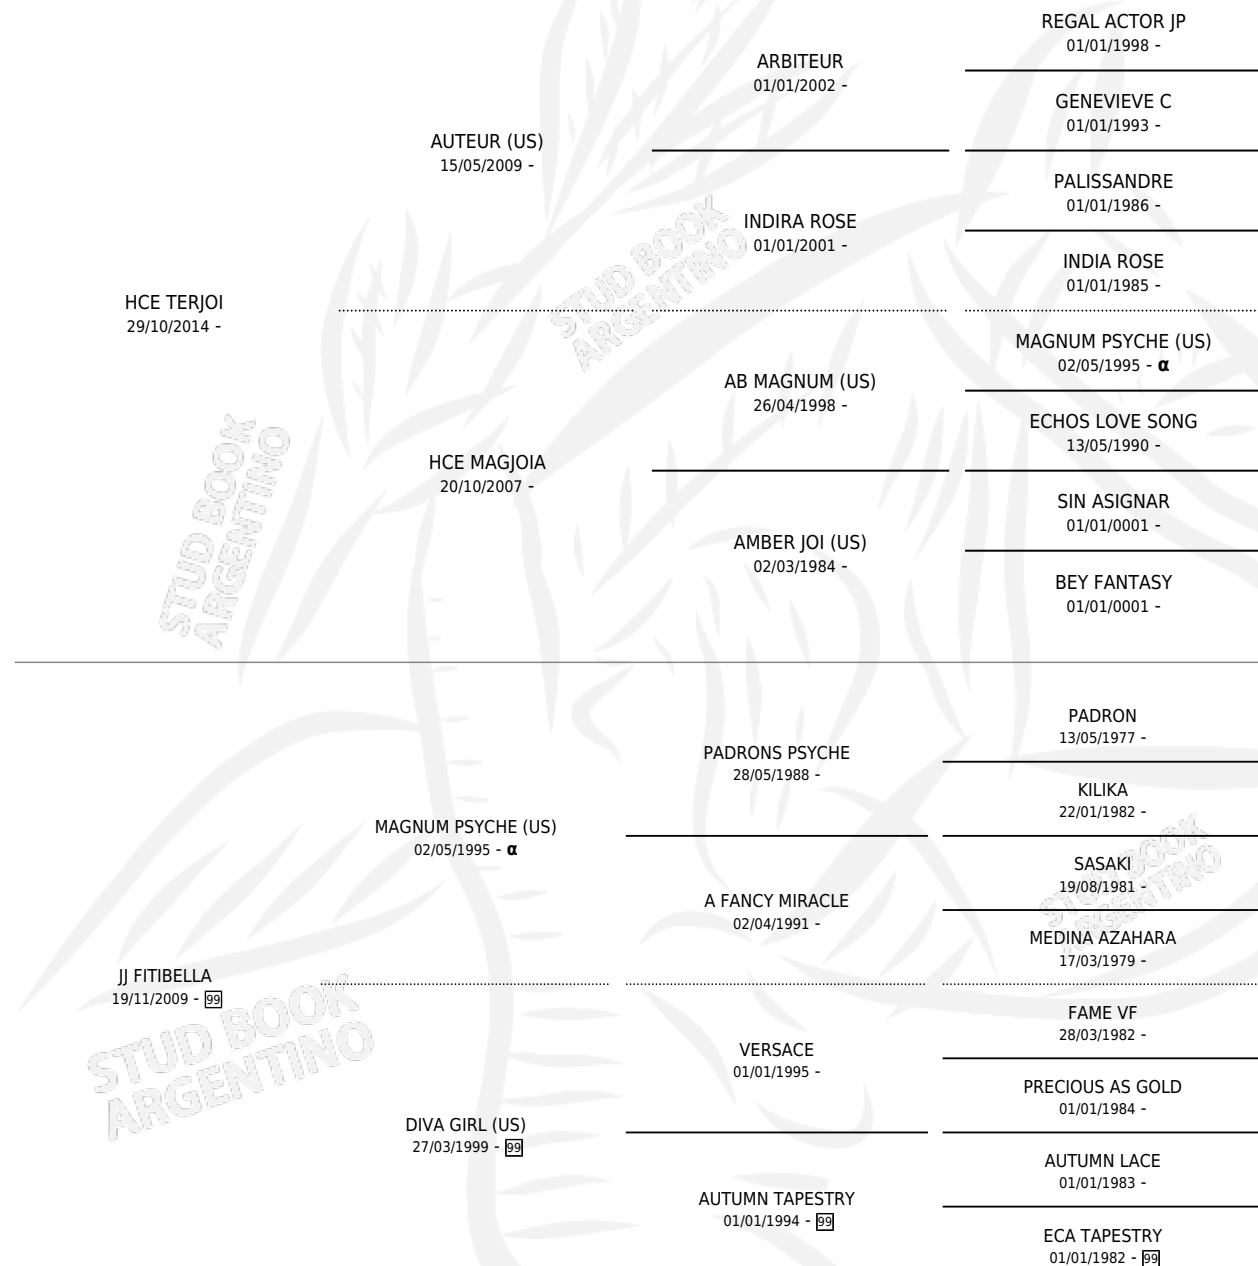 REGAL ACTOR JP
01/01/1998 -
ARBITEUR
01/01/2002 -
GENEVIEVE C
01/01/1993 -
AUTEUR (US)
15/05/2009 -
PALISSANDRE
01/01/1986 -
INDIRA ROSE
01/01/2001 -
INDIA ROSE
01/01/1985 -
HCE TERJOI
29/10/2014 -
MAGNUM PSYCHE (US)
02/05/1995 - α
AB MAGNUM (US)
26/04/1998 -
ECHOS LOVE SONG
13/05/1990 -
HCE MAGJOIA
20/10/2007 -
SIN ASIGNAR
01/01/0001 -
AMBER JOI (US)
02/03/1984 -
BEY FANTASY
01/01/0001 -
STUD BOOK
ARGENTINO
STUD BOOK
ARGENTINO
PADRON
13/05/1977 -
PADRONS PSYCHE
28/05/1988 -
KILIKA
22/01/1982 -
MAGNUM PSYCHE (US)
02/05/1995 - α
SASAKI
19/08/1981 -
A FANCY MIRACLE
02/04/1991 -
MEDINA AZAHARA
17/03/1979 -
JJ FITIBELLA
19/11/2009 - 99
FAME VF
28/03/1982 -
VERSACE
01/01/1995 -
PRECIOUS AS GOLD
01/01/1984 -
DIVA GIRL (US)
27/03/1999 - 99
AUTUMN LACE
01/01/1983 -
AUTUMN TAPESTRY
01/01/1994 - 99
ECA TAPESTRY
01/01/1982 - 99
STUD BOOK
ARGENTINO
STUD BOOK
ARGENTINO